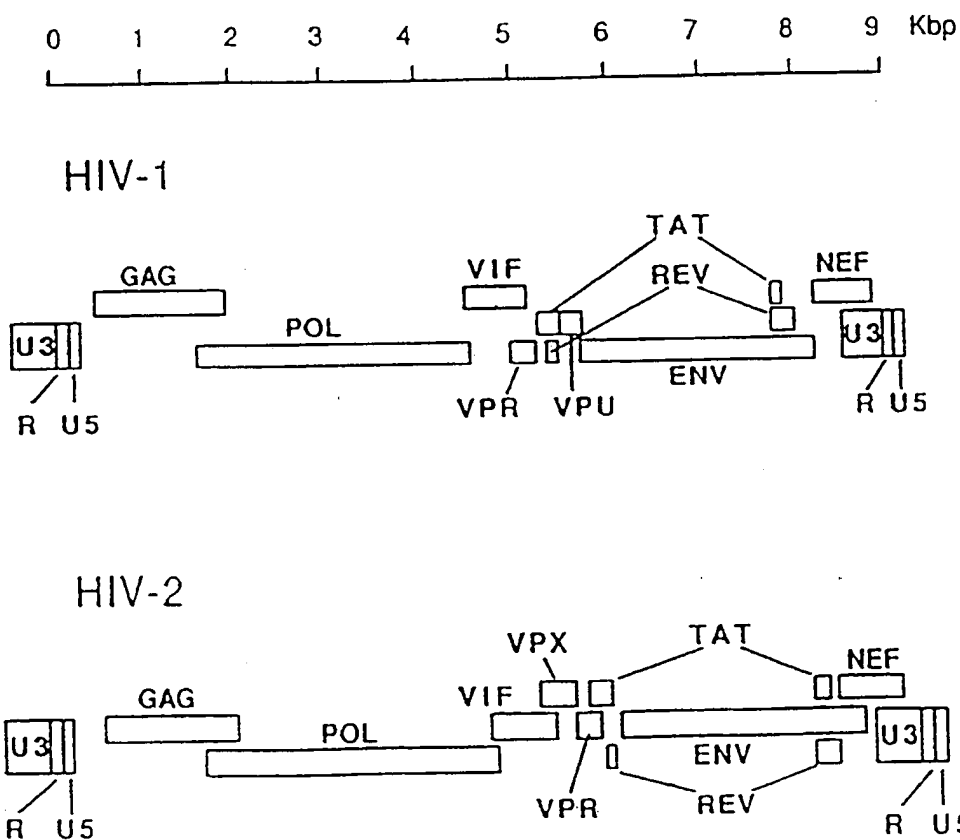 0 1 2 3 4 5 6 7 8 9 Kbp
HIV-1
TAT
GAG VIF REV NEF
POL
U3 U3
ENV
R U5 VPR VPU R U5
HIV-2
VPX TAT
GAG VIF NEF
U3 POL ENV U3
VPR REV
R U5 R U5